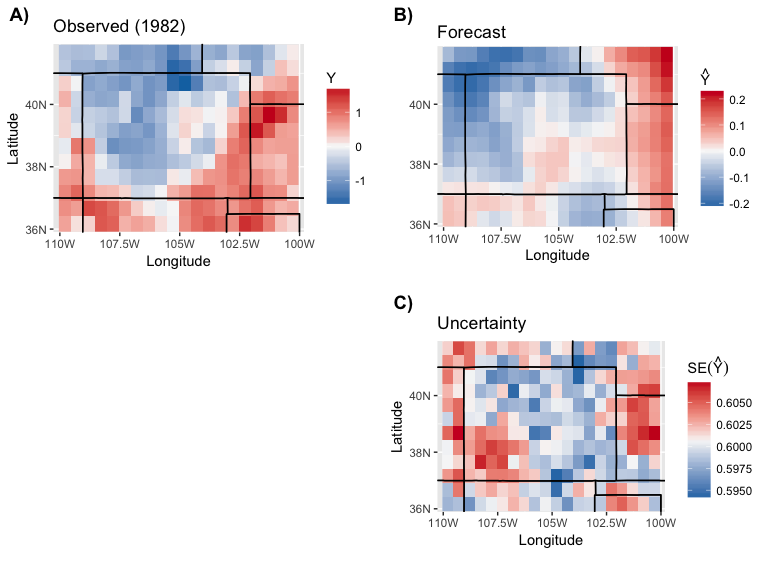 A)
Observed (1982)
Latitude
40N
38N
36N
110W 107.5W 105W 102.5W 100W
Longitude
Y
1
0
-1
B)
Forecast
40N
38N
36N
110W 107.5W 105W 102.5W 100W
Longitude
Ŷ
0.2
0.1
0.0
-0.1
-0.2
C)
Uncertainty
Latitude
40N
38N
36N
110W 107.5W 105W 102.5W 100W
Longitude
SE(Ŷ)
0.6050
0.6025
0.6000
0.5975
0.5950